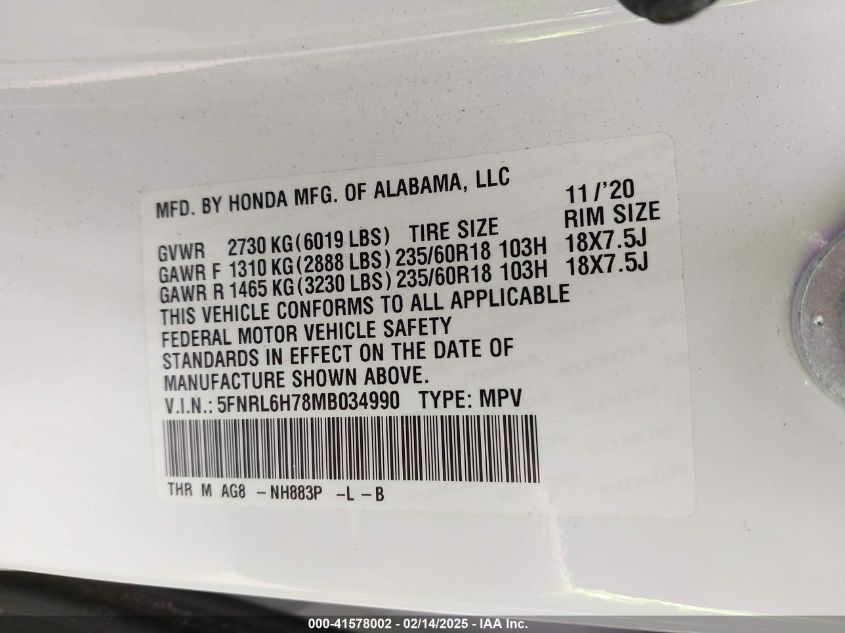 MFD. BY HONDA MFG. OF ALABAMA, LLC 11/'20
GVWR 2730 KG(6019 LBS) TIRE SIZE RIM SIZE
GAWR F 1310 KG(2888 LBS) 235/60R18 103H 18X7.5J
GAWR R 1465 KG(3230 LBS) 235/60R18 103H 18X7.5J
THIS VEHICLE CONFORMS TO ALL APPLICABLE
FEDERAL MOTOR VEHICLE SAFETY
STANDARDS IN EFFECT ON THE DATE OF
MANUFACTURE SHOWN ABOVE.
V.I.N.: 5FNRL6H78MB034990 TYPE: MPV
THR M AG8 -NH883P -L -B
000-41578002 - 02/14/2025 - IAA Inc.